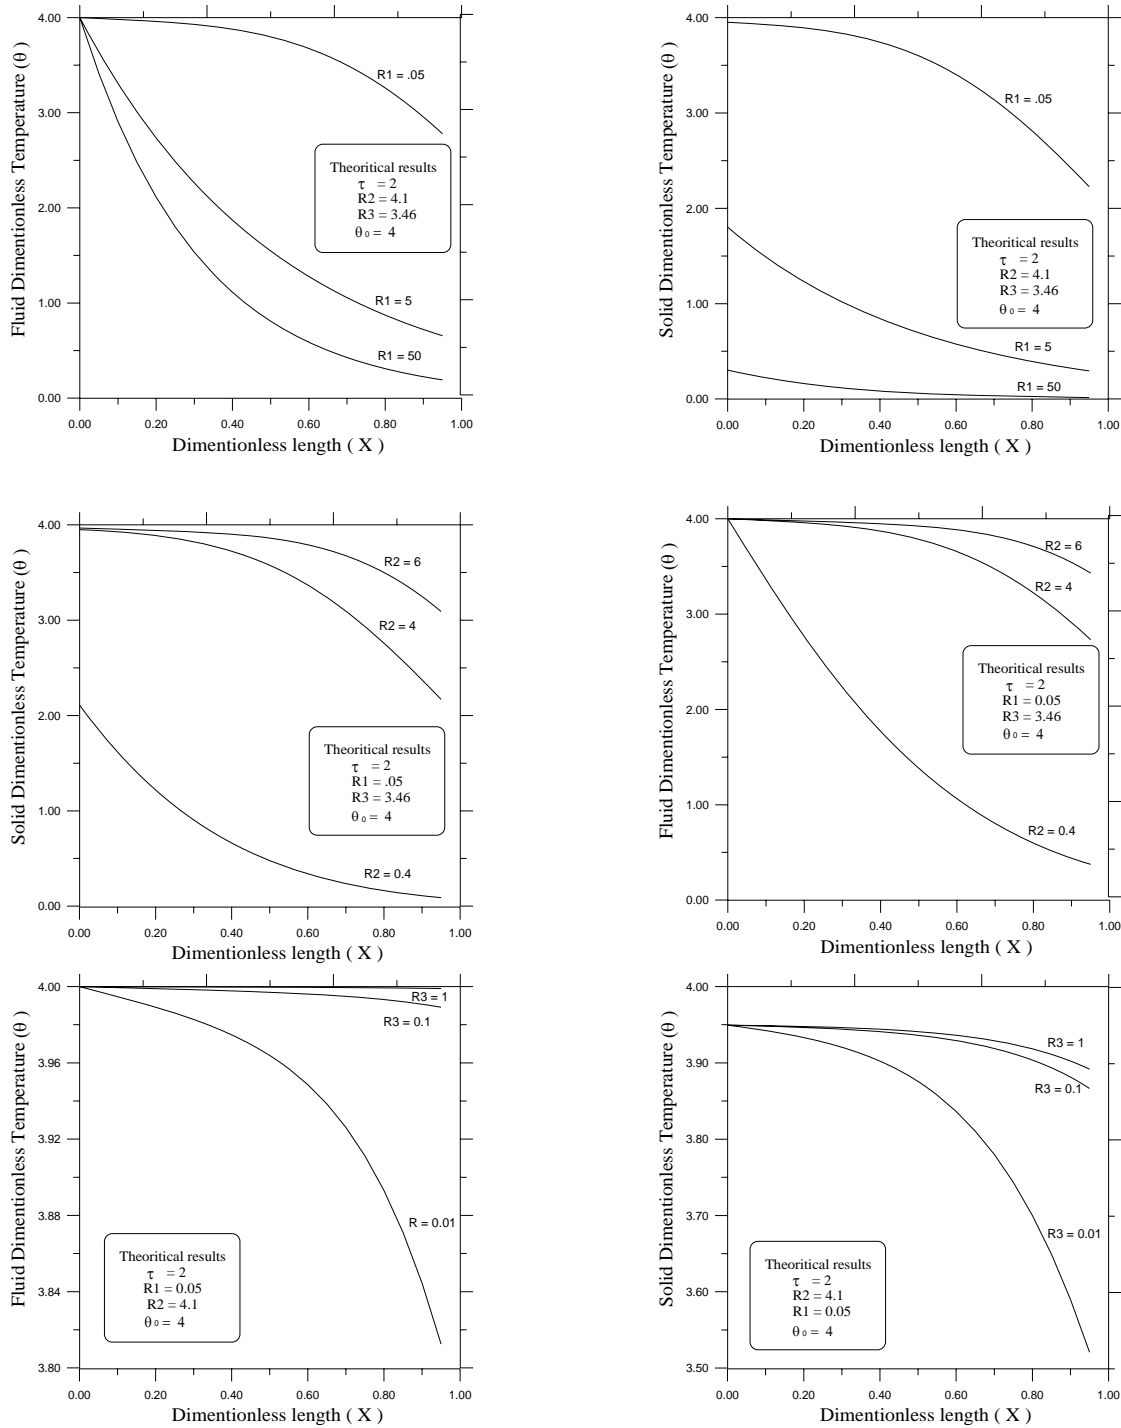 Fluid Dimentionless Temperature (θ )
4.00
3.00
2.00
1.00
0.00
R1 = .05
Theoritical results
τ = 2
R2 = 4.1
R3 = 3.46
θ 0 = 4
R1 = 5
R1 = 50
0.00 0.20 0.40 0.60 0.80 1.00
Dimentionless length ( X )
Solid Dimentionless Temperature (θ )
4.00
3.00
2.00
1.00
0.00
R1 = .05
Theoritical results
τ = 2
R2 = 4.1
R3 = 3.46
θ 0 = 4
R1 = 5
R1 = 50
0.00 0.20 0.40 0.60 0.80 1.00
Dimentionless length ( X )
Solid Dimentionless Temperature (θ )
4.00
3.00
2.00
1.00
0.00
R2 = 6
R2 = 4
Theoritical results
τ = 2
R1 = .05
R3 = 3.46
θ 0 = 4
R2 = 0.4
0.00 0.20 0.40 0.60 0.80 1.00
Dimentionless length ( X )
Fluid Dimentionless Temperature (θ )
4.00
3.00
2.00
1.00
0.00
R2 = 6
R2 = 4
Theoritical results
τ = 2
R1 = 0.05
R3 = 3.46
θ 0 = 4
R2 = 0.4
0.00 0.20 0.40 0.60 0.80 1.00
Dimentionless length ( X )
Fluid Dimentionless Temperature (θ )
4.00
3.96
3.92
3.88
3.84
3.80
R3 = 1
R3 = 0.1
R = 0.01
Theoritical results
τ = 2
R1 = 0.05
R2 = 4.1
θ 0 = 4
0.00 0.20 0.40 0.60 0.80 1.00
Dimentionless length ( X )
Solid Dimentionless Temperature (θ )
4.00
3.90
3.80
3.70
3.60
3.50
R3 = 1
R3 = 0.1
R3 = 0.01
Theoritical results
τ = 2
R2 = 4.1
R1 = 0.05
θ 0 = 4
0.00 0.20 0.40 0.60 0.80 1.00
Dimentionless length ( X )